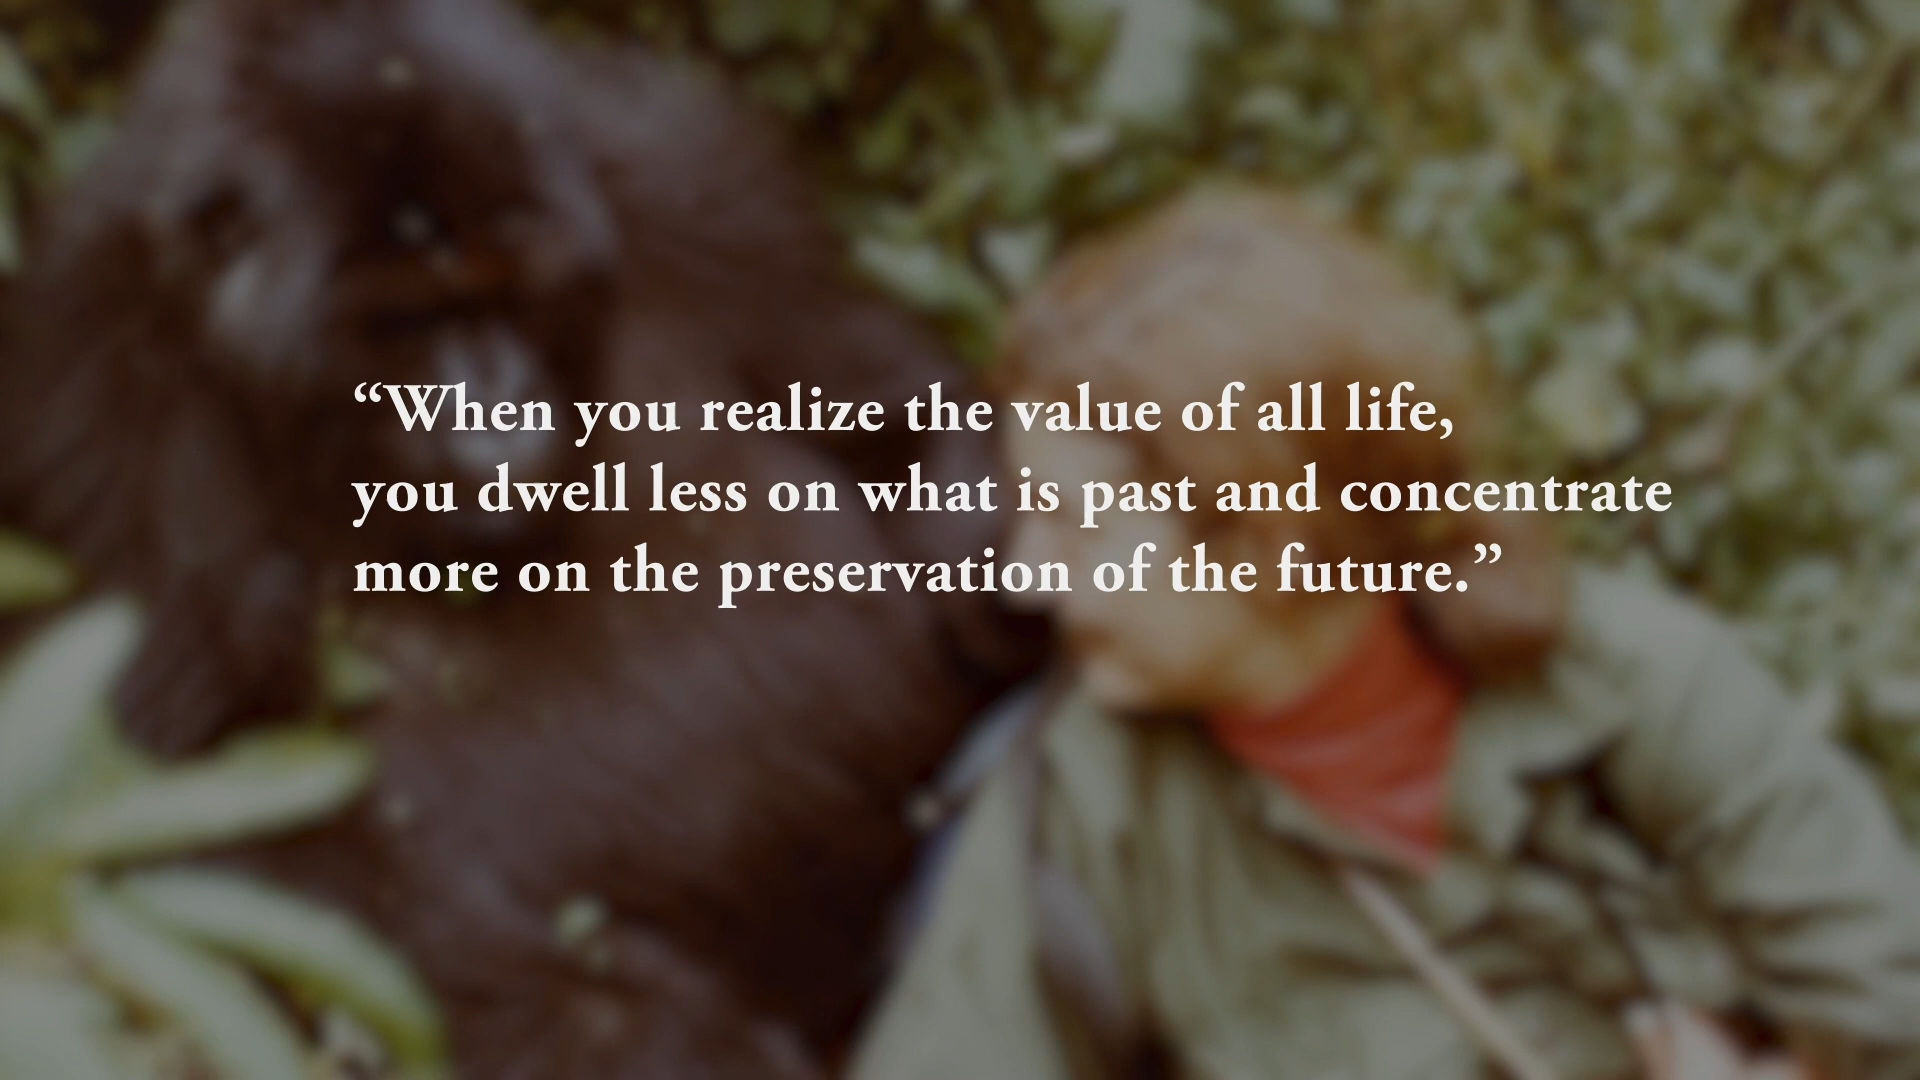 “When you realize the value of all life,
you dwell less on what is past and concentrate
more on the preservation of the future.”